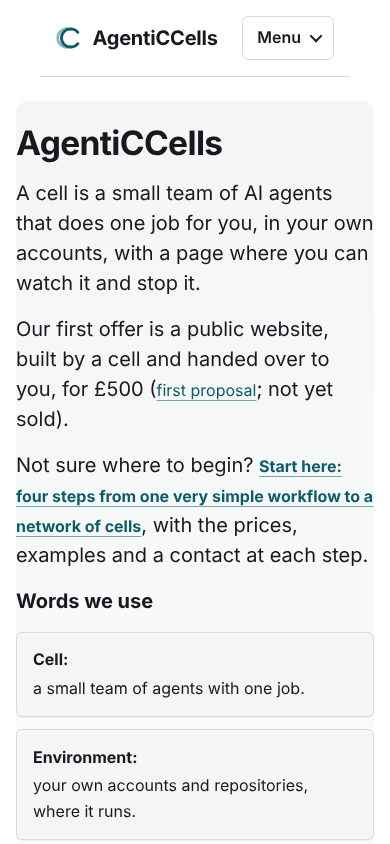 AgentiCCells
Menu
AgentiCCells
A cell is a small team of AI agents
that does one job for you, in your own
accounts, with a page where you can
watch it and stop it.
Our first offer is a public website,
built by a cell and handed over to
you, for £500 (first proposal; not yet
sold).
Not sure where to begin? Start here:
four steps from one very simple workflow to a
network of cells, with the prices,
examples and a contact at each step.
Words we use
Cell:
a small team of agents with one job.
Environment:
your own accounts and repositories,
where it runs.